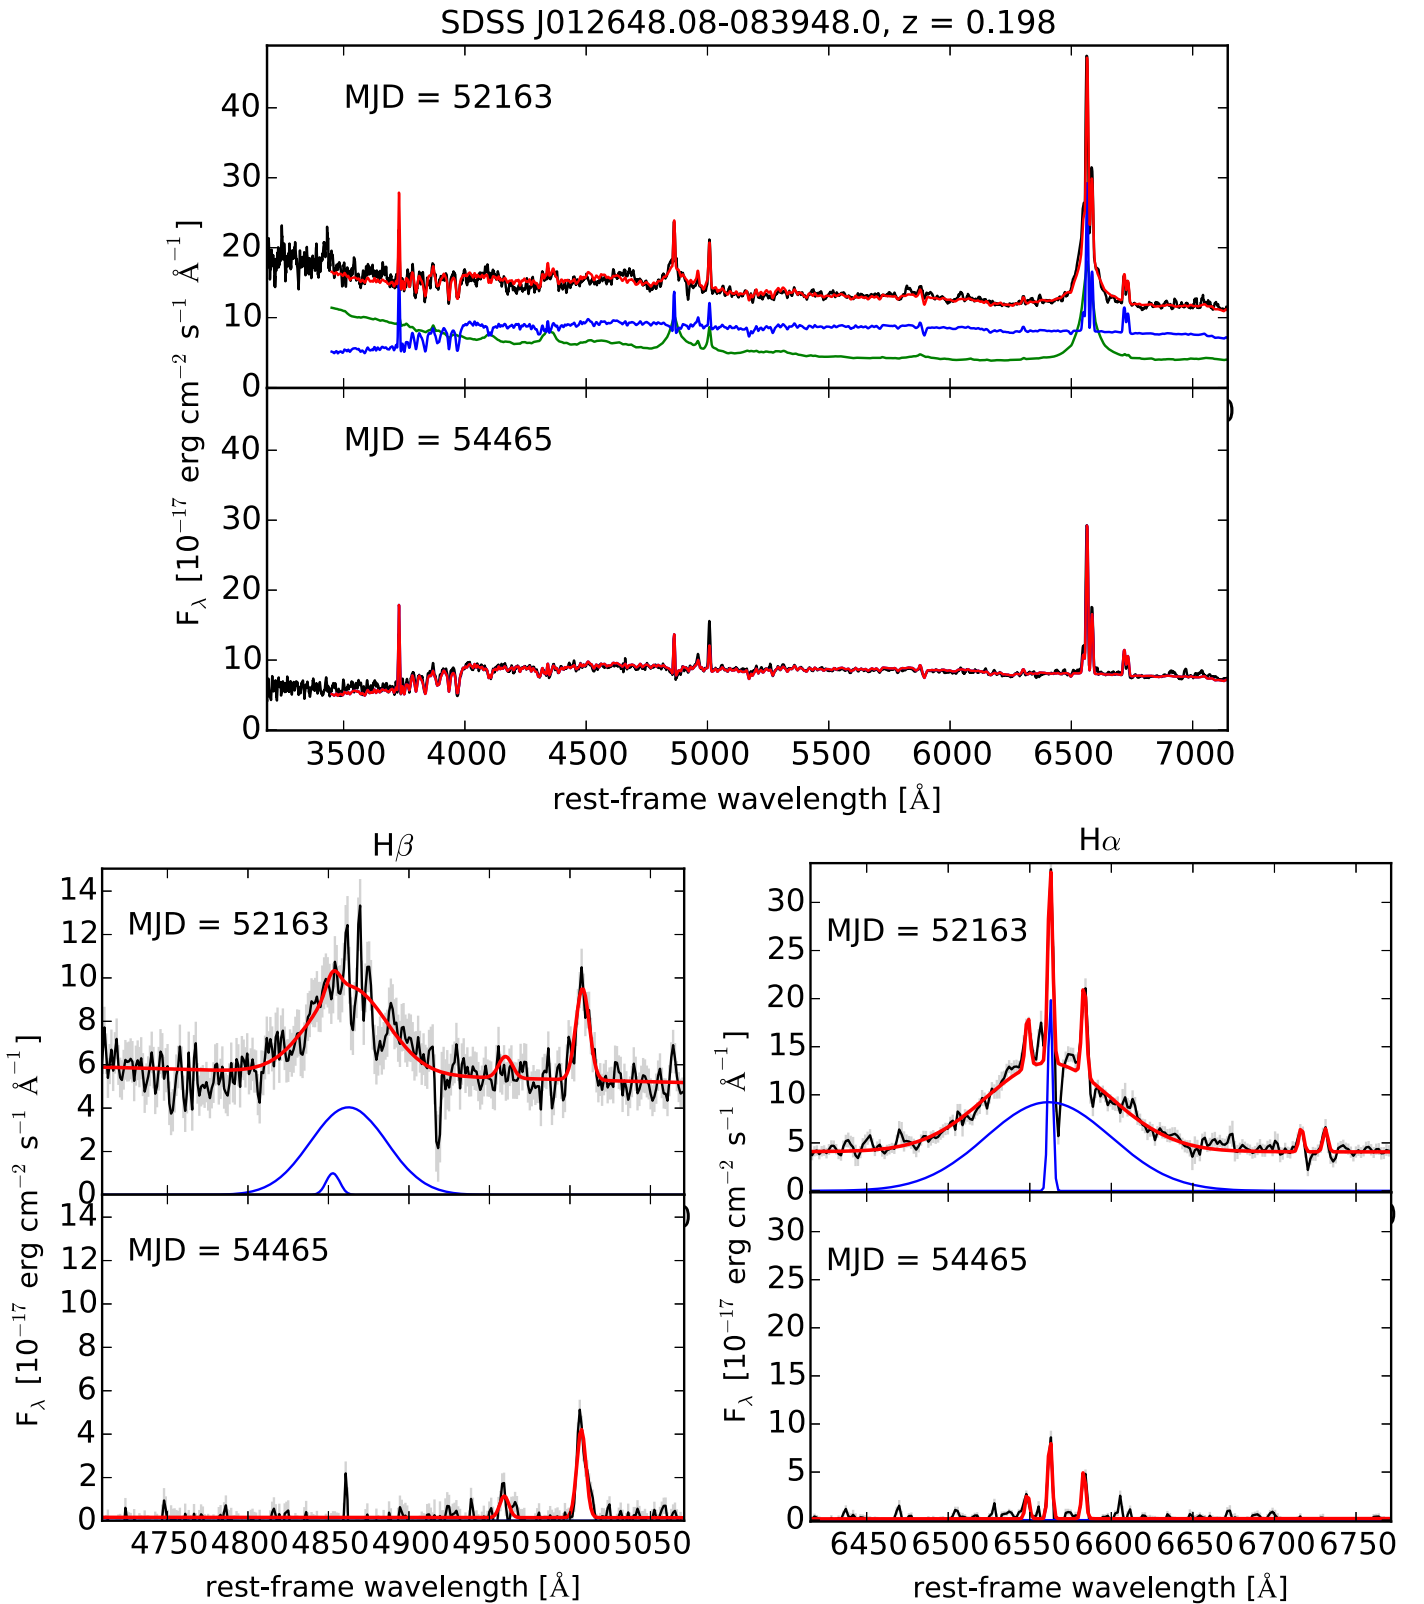 SDSS J012648.08-083948.0, z = 0.198
MJD = 52163
40
30
20
10
0
MJD = 54465
40
30
20
10
0
F_λ [10⁻¹⁷ erg cm⁻² s⁻¹ Å⁻¹]
3500 4000 4500 5000 5500 6000 6500 7000
rest-frame wavelength [Å]
Hβ
MJD = 52163
14
12
10
8
6
4
2
0
MJD = 54465
14
12
10
8
6
4
2
0
F_λ [10⁻¹⁷ erg cm⁻² s⁻¹ Å⁻¹]
4750 4800 4850 4900 4950 5000 5050
rest-frame wavelength [Å]
Hα
MJD = 52163
30
25
20
15
10
5
0
MJD = 54465
30
25
20
15
10
5
0
F_λ [10⁻¹⁷ erg cm⁻² s⁻¹ Å⁻¹]
6450 6500 6550 6600 6650 6700 6750
rest-frame wavelength [Å]